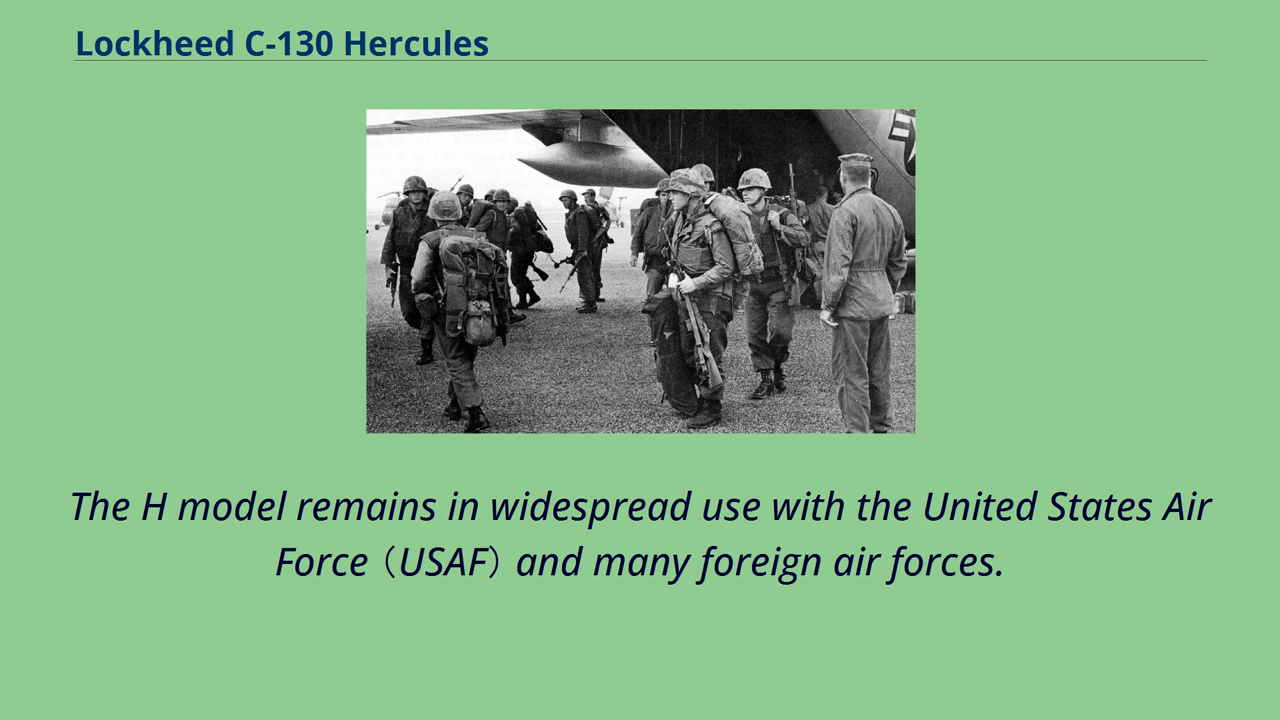 Lockheed C-130 Hercules
The H model remains in widespread use with the United States Air
Force（USAF）and many foreign air forces.